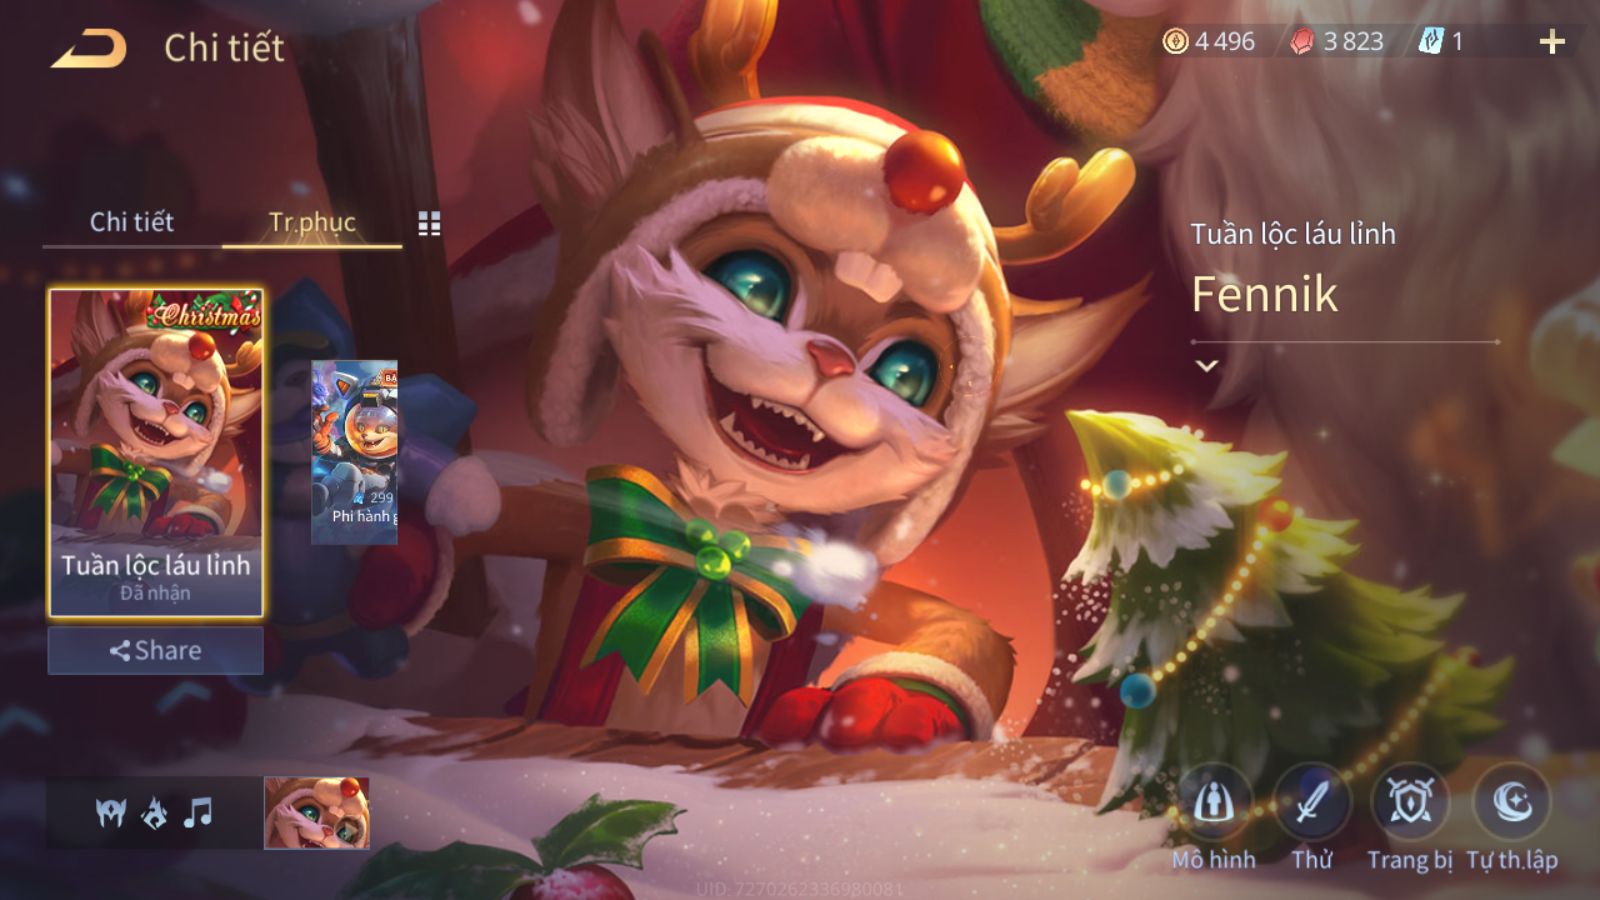 Chi tiết
4 496
3 823
1
Chi tiết
Tr.phục
Christmas
Tuần lộc láu lỉnh
Đã nhận
Share
299
Phi hành
Tuần lộc láu lỉnh
Fennik
Mô hình
Thử
Trang bị
Tự th.lập
UID: 7270262336980081